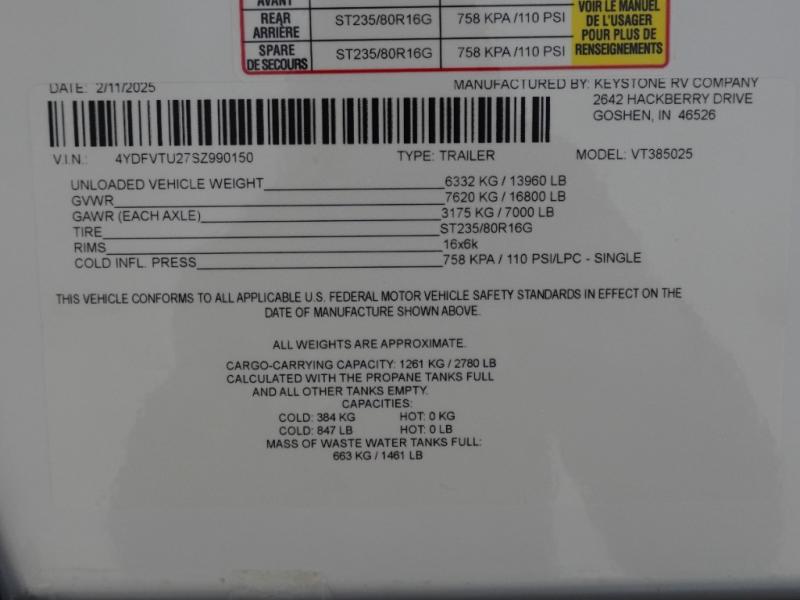 AVANT
REAR ST235/80R16G 758 KPA /110 PSI
ARRIÈRE
SPARE ST235/80R16G 758 KPA /110 PSI
DE SECOURS
VOIR LE MANUEL
DE L'USAGER
POUR PLUS DE
RENSEIGNEMENTS
DATE: 2/11/2025 MANUFACTURED BY: KEYSTONE RV COMPANY
2642 HACKBERRY DRIVE
GOSHEN, IN 46526
V.I.N.: 4YDFVTU27SZ990150 TYPE: TRAILER MODEL: VT385025
UNLOADED VEHICLE WEIGHT 6332 KG / 13960 LB
GVWR 7620 KG / 16800 LB
GAWR (EACH AXLE) 3175 KG / 7000 LB
TIRE ST235/80R16G
RIMS 16x6k
COLD INFL. PRESS 758 KPA / 110 PSI/LPC - SINGLE
THIS VEHICLE CONFORMS TO ALL APPLICABLE U.S. FEDERAL MOTOR VEHICLE SAFETY STANDARDS IN EFFECT ON THE
DATE OF MANUFACTURE SHOWN ABOVE.
ALL WEIGHTS ARE APPROXIMATE.
CARGO-CARRYING CAPACITY: 1261 KG / 2780 LB
CALCULATED WITH THE PROPANE TANKS FULL
AND ALL OTHER TANKS EMPTY.
CAPACITIES:
COLD: 384 KG HOT: 0 KG
COLD: 847 LB HOT: 0 LB
MASS OF WASTE WATER TANKS FULL:
663 KG / 1461 LB